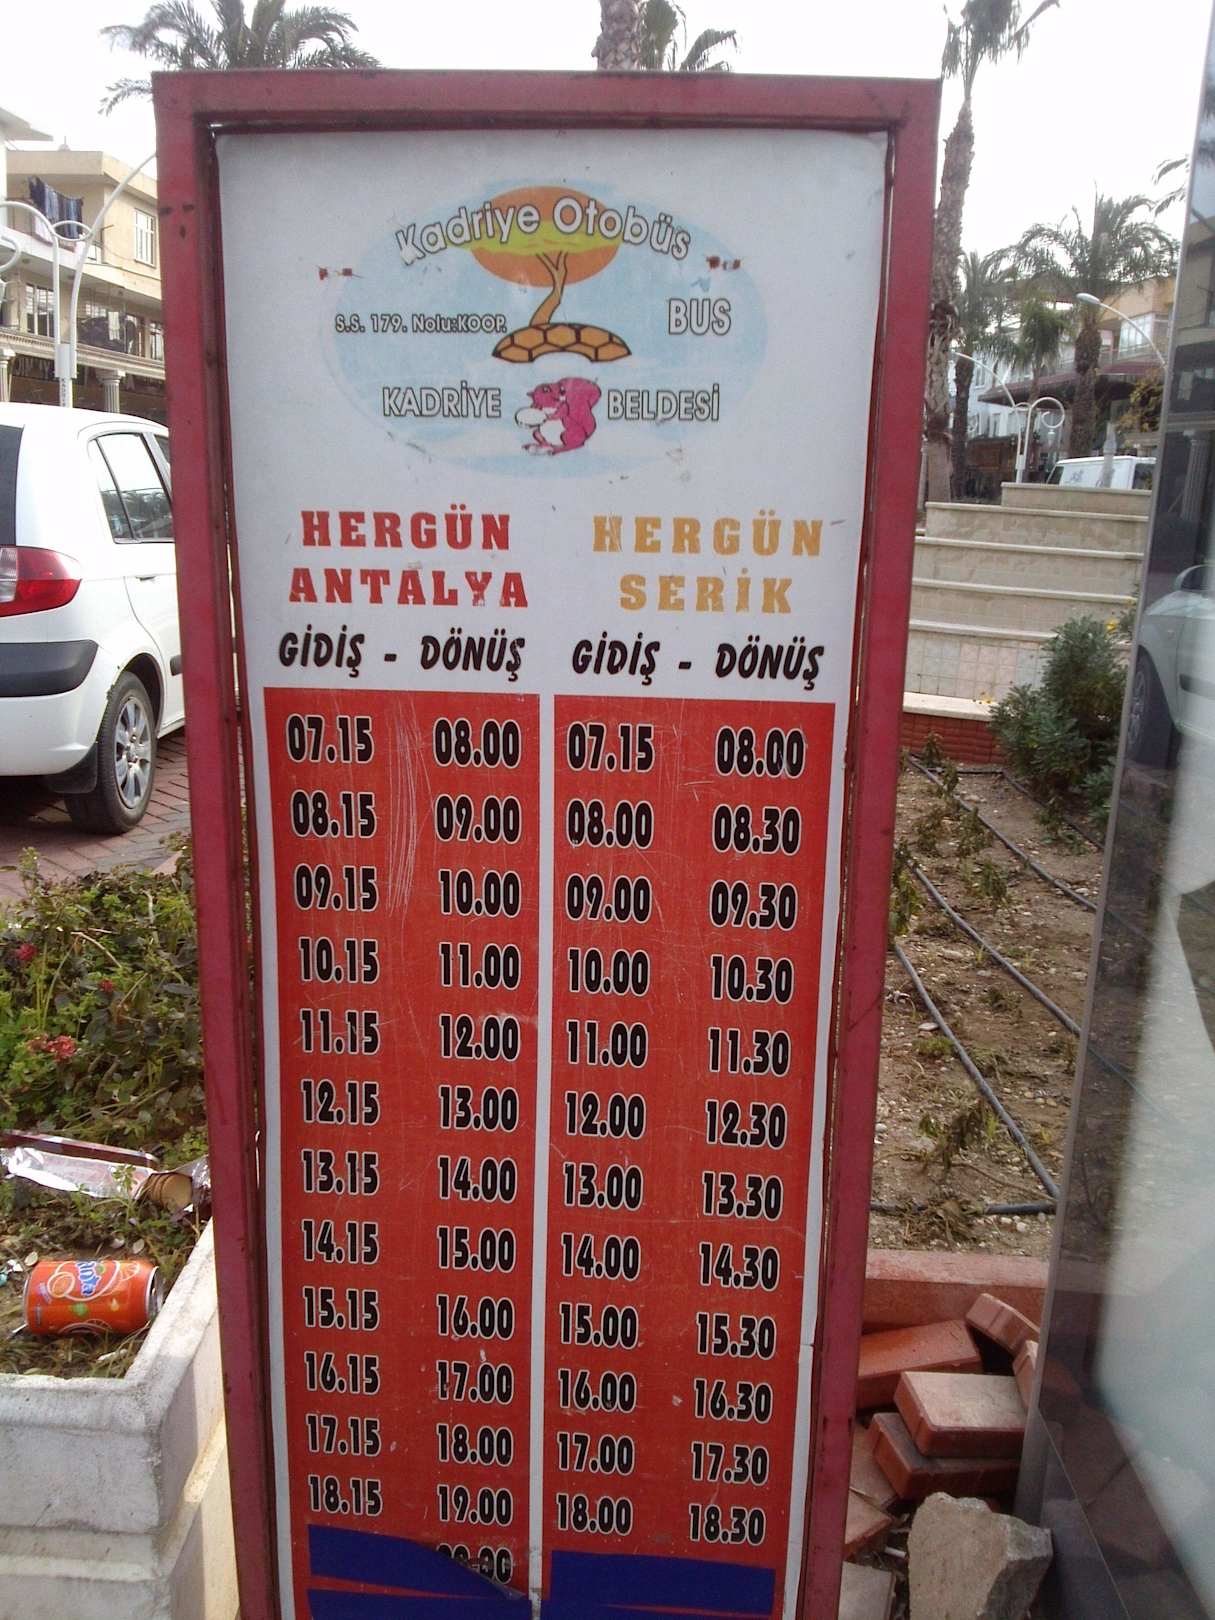 Kadriye Otobüs
S.S. 179. Nolu:KOOP. BUS
KADRİYE BELDESİ
HERGÜN HERGÜN
ANTALYA SERİK
GİDİŞ - DÖNÜŞ GİDİŞ - DÖNÜŞ
07.15 08.00 07.15 08.00
08.15 09.00 08.00 08.30
09.15 10.00 09.00 09.30
10.15 11.00 10.00 10.30
11.15 12.00 11.00 11.30
12.15 13.00 12.00 12.30
13.15 14.00 13.00 13.30
14.15 15.00 14.00 14.30
15.15 16.00 15.00 15.30
16.15 17.00 16.00 16.30
17.15 18.00 17.00 17.30
18.15 19.00 18.00 18.30